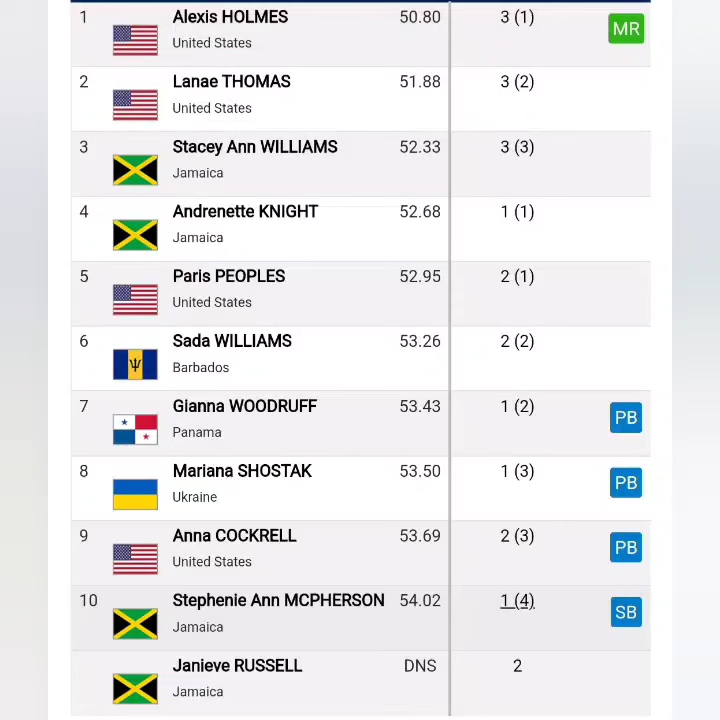 1 Alexis HOLMES 50.80 3 (1) MR
United States
2 Lanae THOMAS 51.88 3 (2)
United States
3 Stacey Ann WILLIAMS 52.33 3 (3)
Jamaica
4 Andrenette KNIGHT 52.68 1 (1)
Jamaica
5 Paris PEOPLES 52.95 2 (1)
United States
6 Sada WILLIAMS 53.26 2 (2)
Barbados
7 Gianna WOODRUFF 53.43 1 (2) PB
Panama
8 Mariana SHOSTAK 53.50 1 (3) PB
Ukraine
9 Anna COCKRELL 53.69 2 (3) PB
United States
10 Stephenie Ann MCPHERSON 54.02 1 (4) SB
Jamaica
Janieve RUSSELL DNS 2
Jamaica